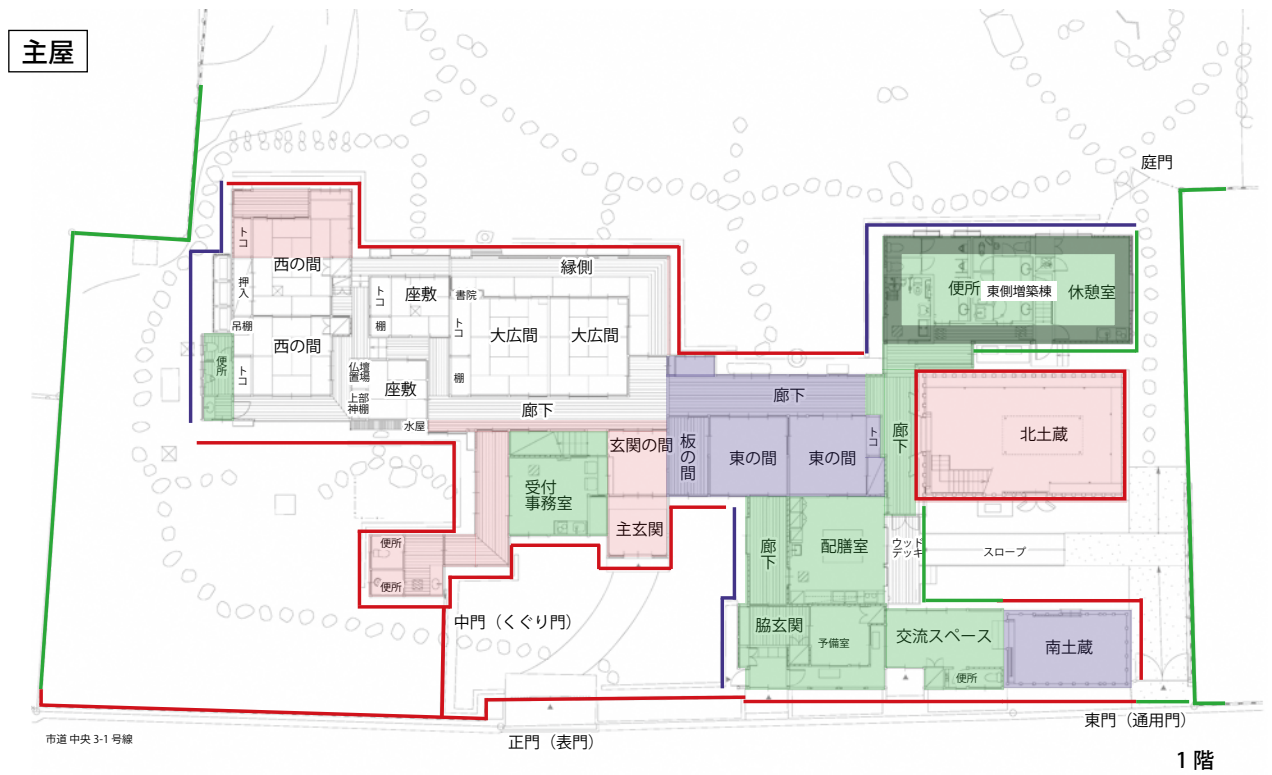 主屋
庭門
西の間
トコ
押入
吊棚
西の間
トコ
便所
座敷
トコ
棚
書院
縁側
大広間
大広間
トコ
棚
仏壇
置場
上部
神棚
座敷
水屋
廊下
廊下
便所
東側増築棟
休憩室
板の間
東の間
東の間
トコ
廊下
北土蔵
玄関の間
受付
事務室
主玄関
便所
便所
廊下
配膳室
ウッド
デッキ
スロープ
中門（くぐり門）
脇玄関
予備室
交流スペース
便所
南土蔵
市道 中央 3-1 号線
正門（表門）
東門（通用門）
1 階